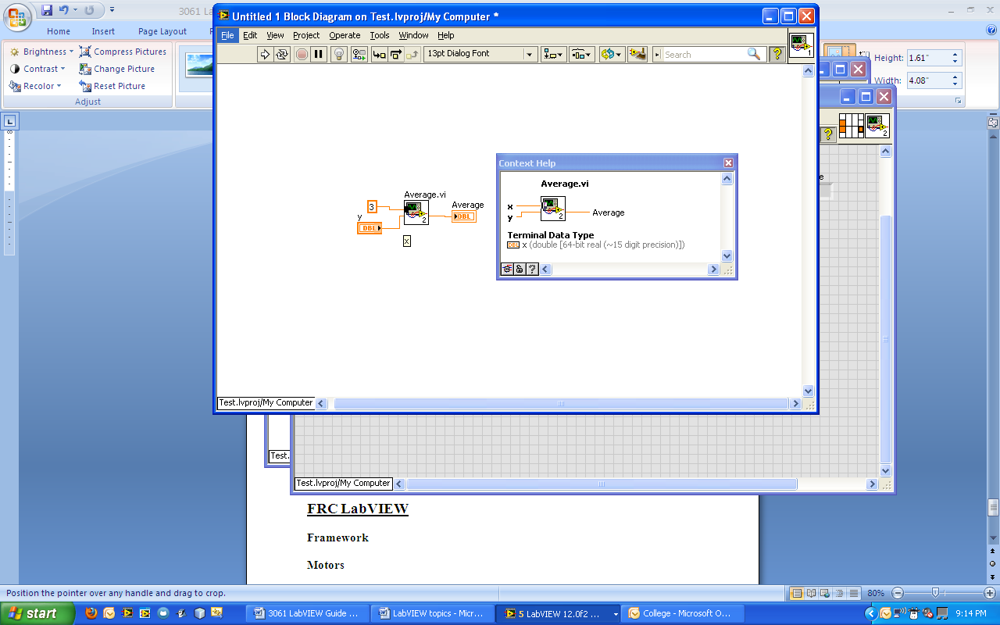 3061 La
Untitled 1 Block Diagram on Test.lvproj/My Computer *
Home Insert Page Layout
File Edit View Project Operate Tools Window Help
Brightness Compress Pictures
Contrast Change Picture
Recolor Reset Picture
Adjust
13pt Dialog Font
Search
1
Height: 1.61"
Width: 4.08"
2
Context Help
Average.vi
x
y
2
Average
Terminal Data Type
DBL x (double [64-bit real (~15 digit precision)])
Average.vi
3
y
DBL
2
Average
DBL
x
e
Test.lvproj/My Computer
Test.
Test.lvproj/My Computer
FRC LabVIEW
Framework
Motors
Position the pointer over any handle and drag to crop.
80%
start
3061 LabVIEW Guide ...
LabVIEW topics - Micr...
5 LabVIEW 12.0f2 ...
College - Microsoft O...
9:14 PM